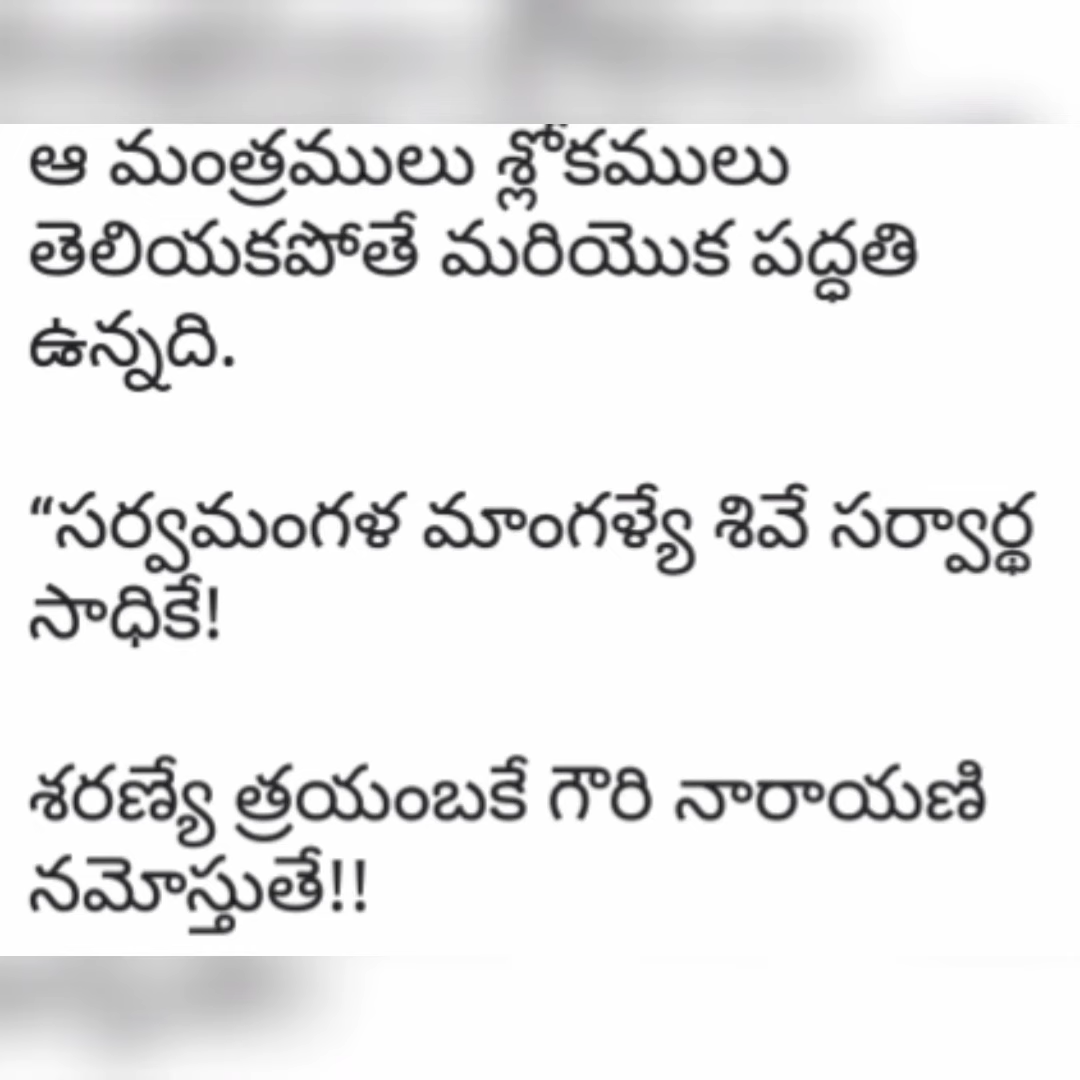 ఆ మంత్రములు శ్లోకములు
తెలియకపోతే మరియొక పద్ధతి
ఉన్నది.
“సర్వమంగళ మాంగళ్యే శివే సర్వార్థ
సాధికే!
శరణ్యే త్రయంబకే గౌరి నారాయణి
నమోస్తుతే!!